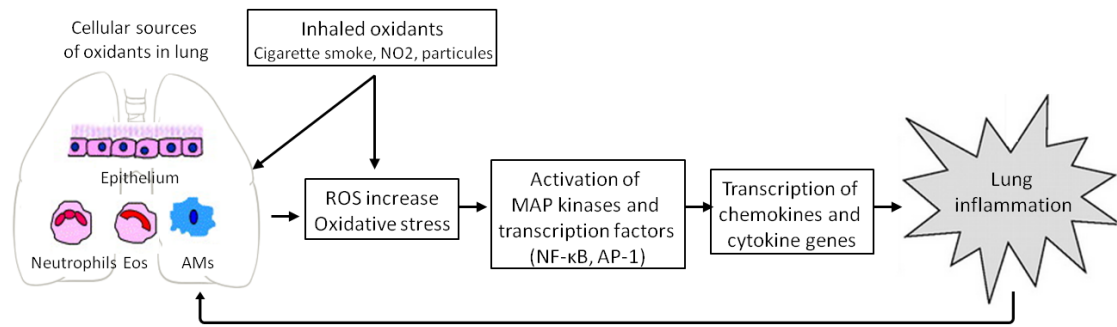 Cellular sources
of oxidants in lung
Inhaled oxidants
Cigarette smoke, NO2, particules
Epithelium
Neutrophils Eos AMs
ROS increase
Oxidative stress
Activation of
MAP kinases and
transcription factors
(NF-κB, AP-1)
Transcription of
chemokines and
cytokine genes
Lung
inflammation